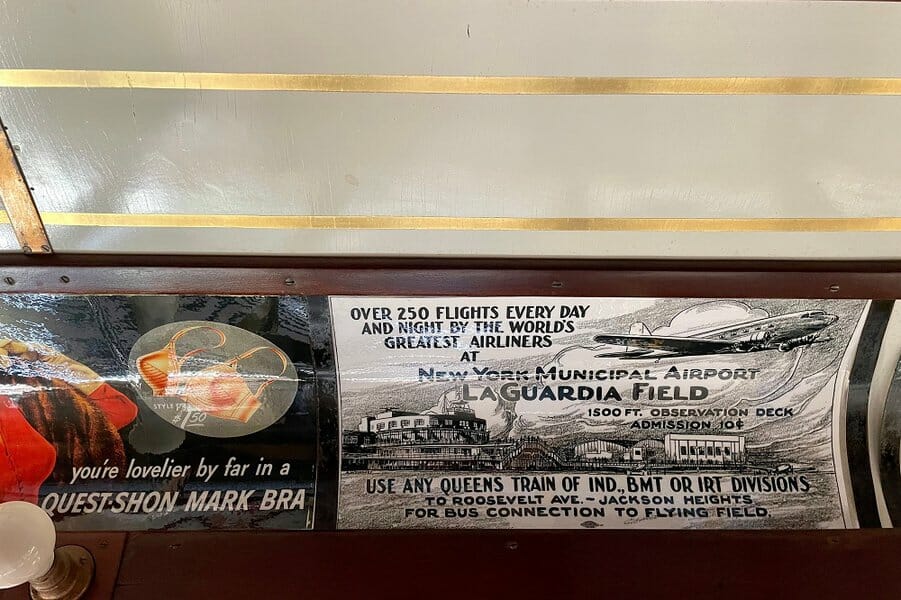 STYLE
$1.50
you're lovelier by far in a
QUEST-SHON MARK BRA
OVER 250 FLIGHTS EVERY DAY
AND NIGHT BY THE WORLD'S
GREATEST AIRLINERS
AT
NEW YORK MUNICIPAL AIRPORT
LAGUARDIA FIELD
1500 FT. OBSERVATION DECK
ADMISSION 10¢
USE ANY QUEENS TRAIN OF IND., BMT OR IRT DIVISIONS
TO ROOSEVELT AVE. - JACKSON HEIGHTS
FOR BUS CONNECTION TO FLYING FIELD.